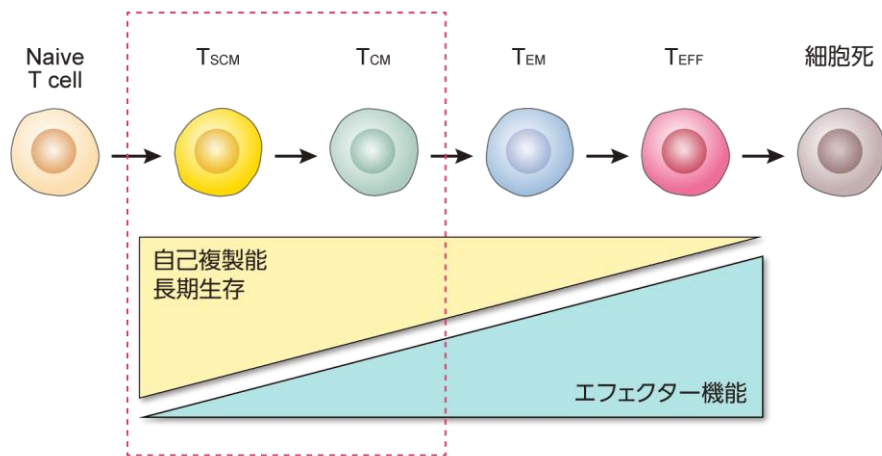 Naive
T cell
TSCM
TCM
TEM
TEFF
細胞死
自己複製能
長期生存
エフェクター機能